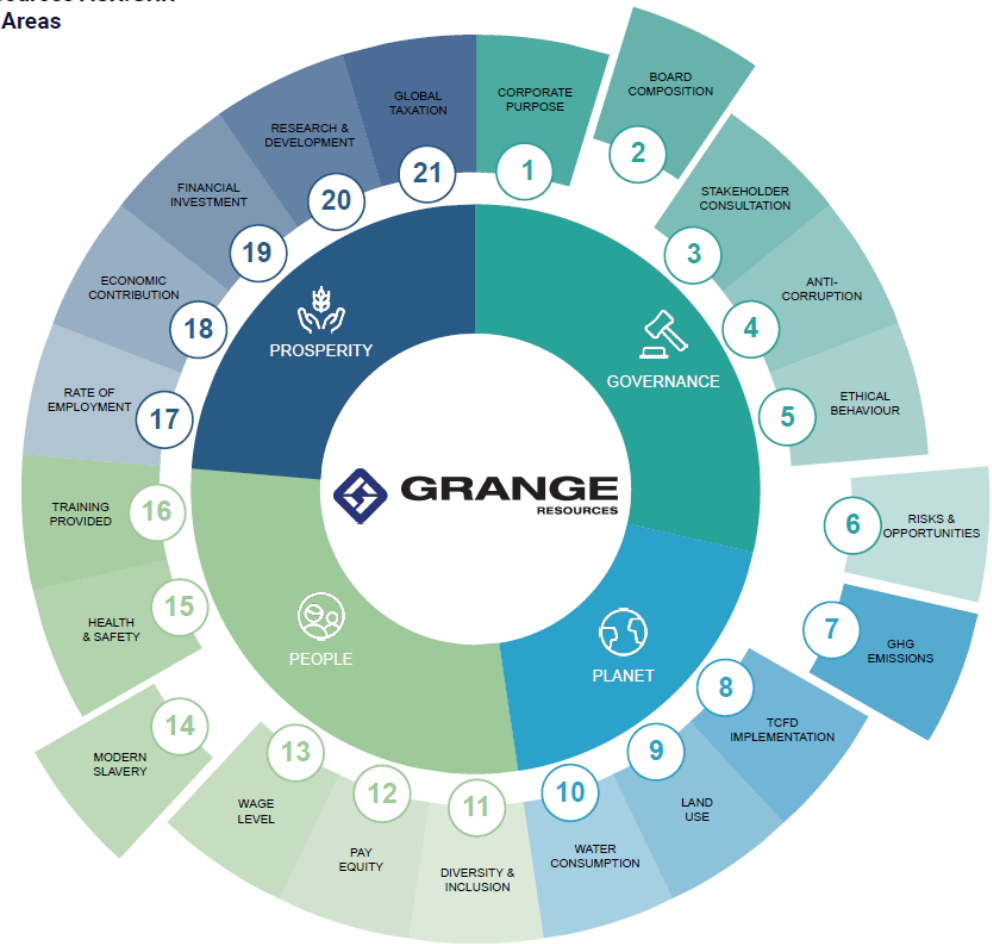 Areas
CORPORATE
PURPOSE
1
BOARD
COMPOSITION
2
STAKEHOLDER
CONSULTATION
3
ANTI-
CORRUPTION
4
ETHICAL
BEHAVIOUR
5
RISKS &
OPPORTUNITIES
6
GHG
EMISSIONS
7
TCFD
IMPLEMENTATION
8
LAND
USE
9
WATER
CONSUMPTION
10
DIVERSITY &
INCLUSION
11
PAY
EQUITY
12
WAGE
LEVEL
13
MODERN
SLAVERY
14
HEALTH
& SAFETY
15
TRAINING
PROVIDED
16
RATE OF
EMPLOYMENT
17
ECONOMIC
CONTRIBUTION
18
FINANCIAL
INVESTMENT
19
RESEARCH &
DEVELOPMENT
20
GLOBAL
TAXATION
21
PROSPERITY
GOVERNANCE
PEOPLE
PLANET
GRANGE
RESOURCES